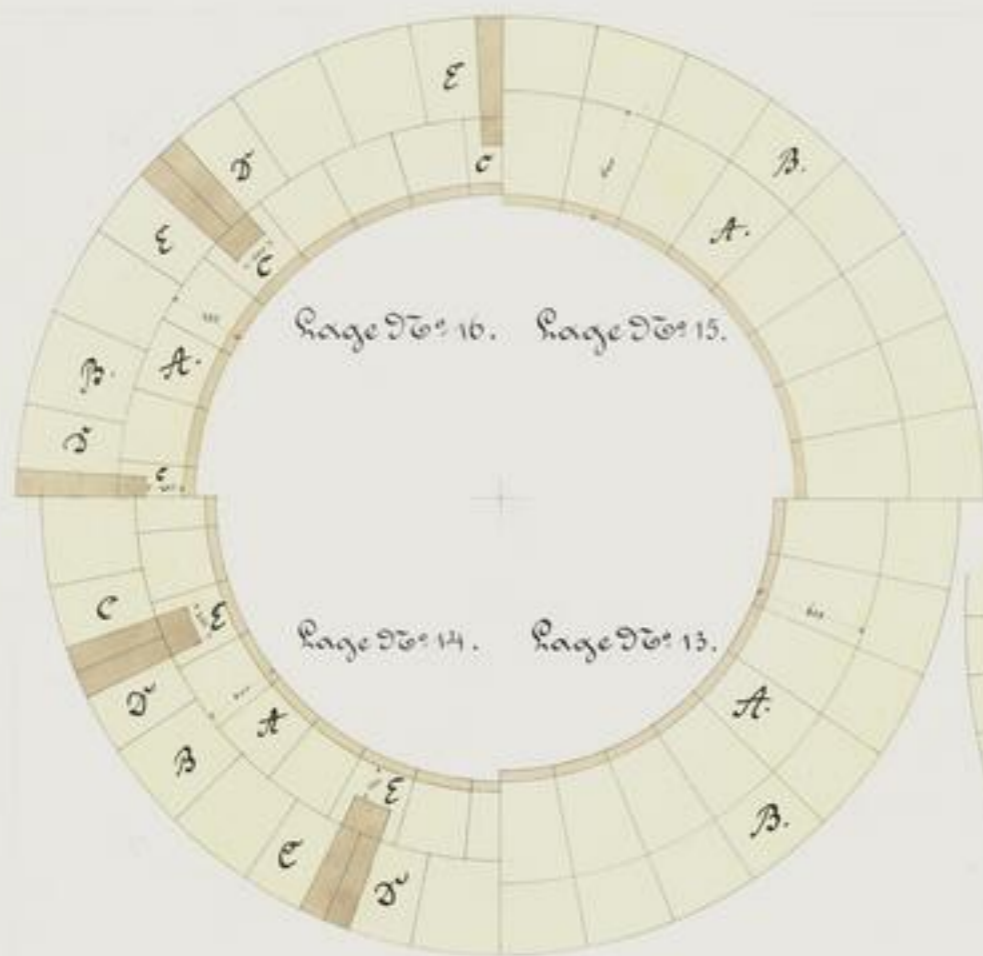 E
C
B.
A.
D
C
E
Lage No. 16. Lage No. 15.
A.
B.
D
C
C
E
Lage No. 14. Lage No. 13.
D
A.
A
B
E
B.
C
D